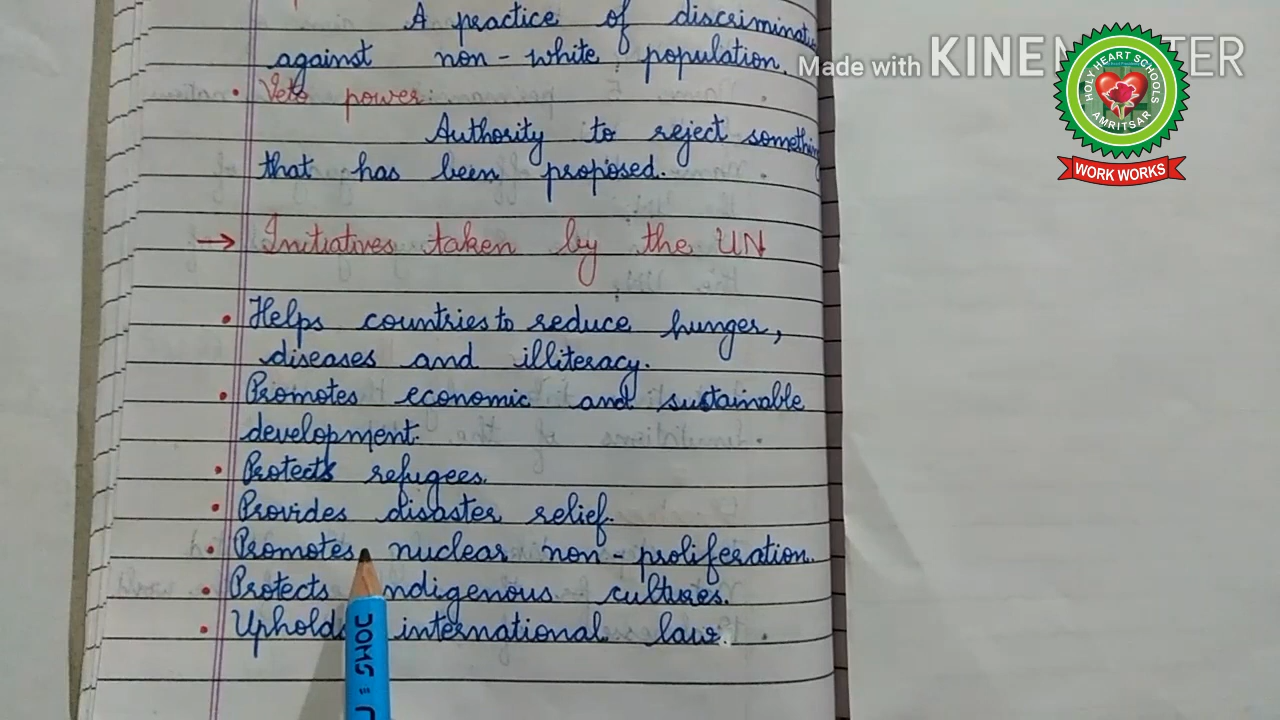 A practice of discriminati
against non-white population.
• Veto power:
Authority to reject something
that has been proposed.
→ Initiatives taken by the UN
• Helps countries to reduce hunger,
diseases and illiteracy.
• Promotes economic and sustainable
development.
• Protects refugees.
• Provides disaster relief.
• Promotes nuclear non-proliferation.
• Protects indigenous cultures.
• Upholds international law.
Made with KINEMASTER
HOLY HEART SCHOOLS
AMRITSAR
WORK WORKS
DOMS